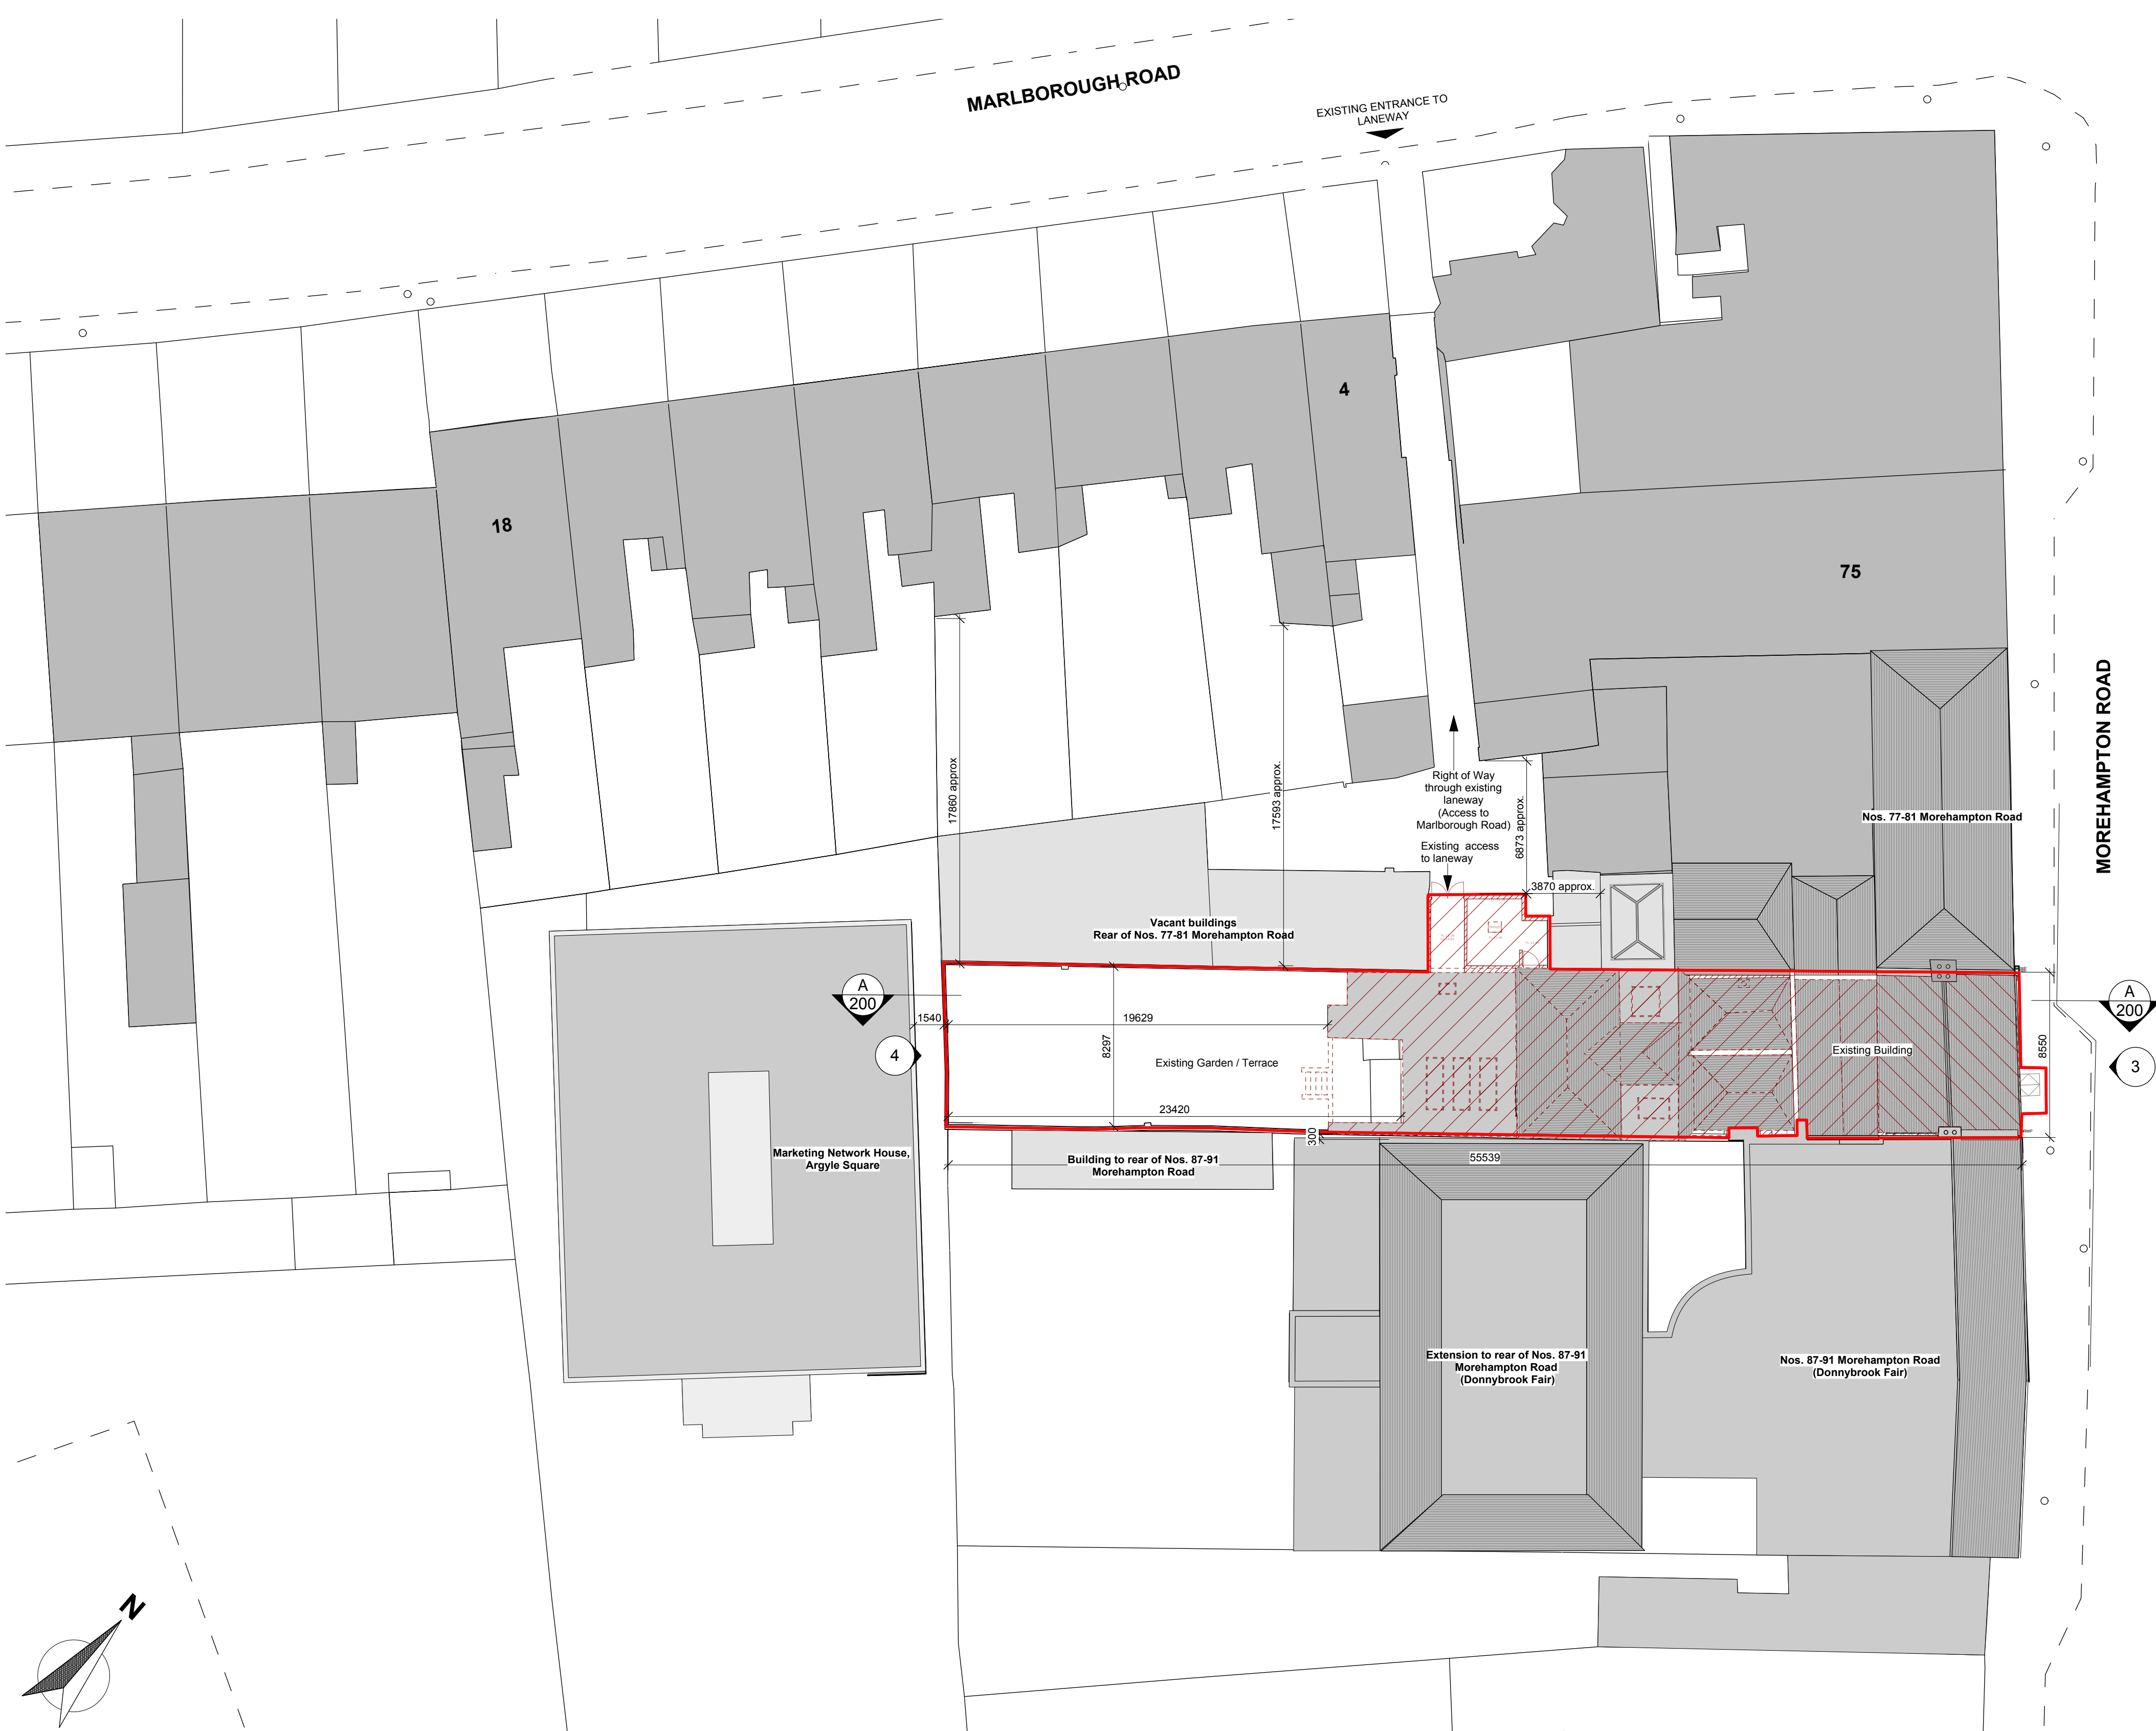 MARLBOROUGH ROAD
EXISTING ENTRANCE TO
LANEWAY
4
18
75
MOREHAMPTON ROAD
17860 approx
17593 approx.
Right of Way
through existing
laneway
(Access to
Marlborough Road)
Existing access
to laneway
6873 approx.
3870 approx.
Nos. 77-81 Morehampton Road
Vacant buildings
Rear of Nos. 77-81 Morehampton Road
A
200
4
1540
19629
8297
Existing Garden / Terrace
23420
300
Existing Building
8550
A
200
3
Marketing Network House,
Argyle Square
Building to rear of Nos. 87-91
Morehampton Road
55539
Extension to rear of Nos. 87-91
Morehampton Road
(Donnybrook Fair)
Nos. 87-91 Morehampton Road
(Donnybrook Fair)
N